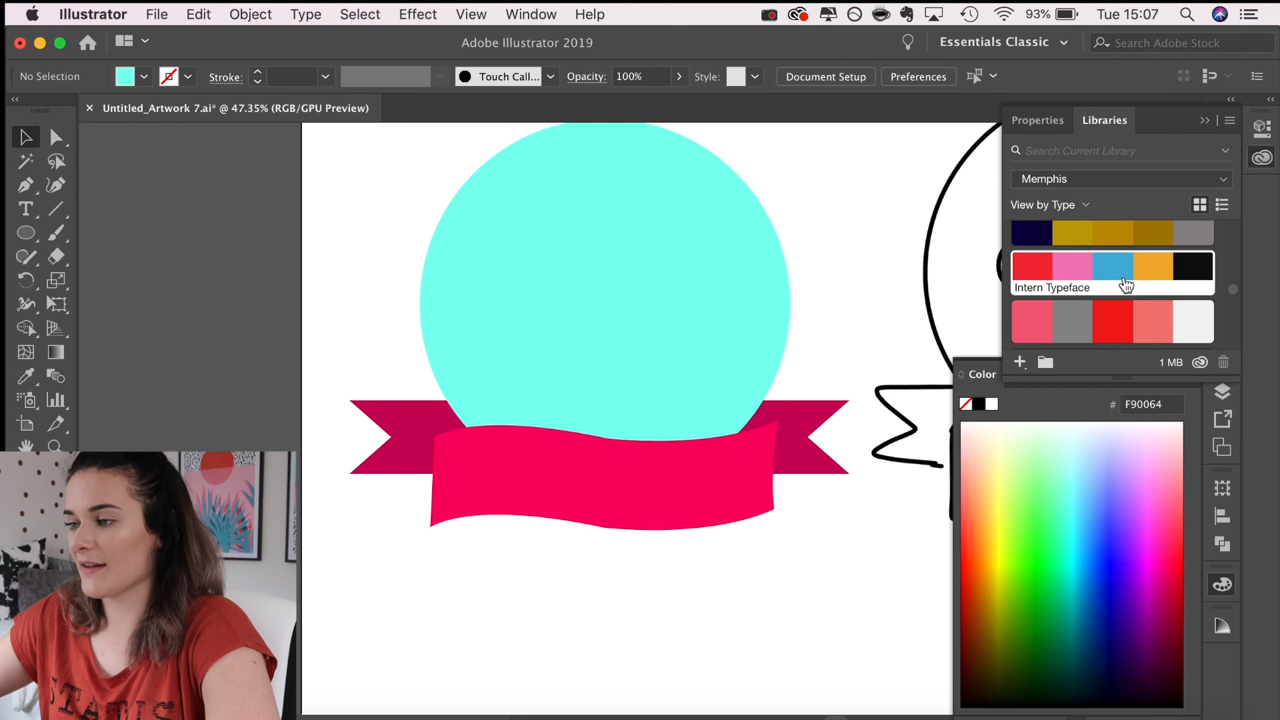 Illustrator File Edit Object Type Select Effect View Window Help 93% Tue 15:07
Adobe Illustrator 2019 Essentials Classic Search Adobe Stock
No Selection Stroke: Touch Call... Opacity: 100% Style: Document Setup Preferences
Untitled_Artwork 7.ai* @ 47.35% (RGB/GPU Preview)
Properties Libraries
Search Current Library
Memphis
View by Type
Intern Typeface
1 MB
Color
# F90064